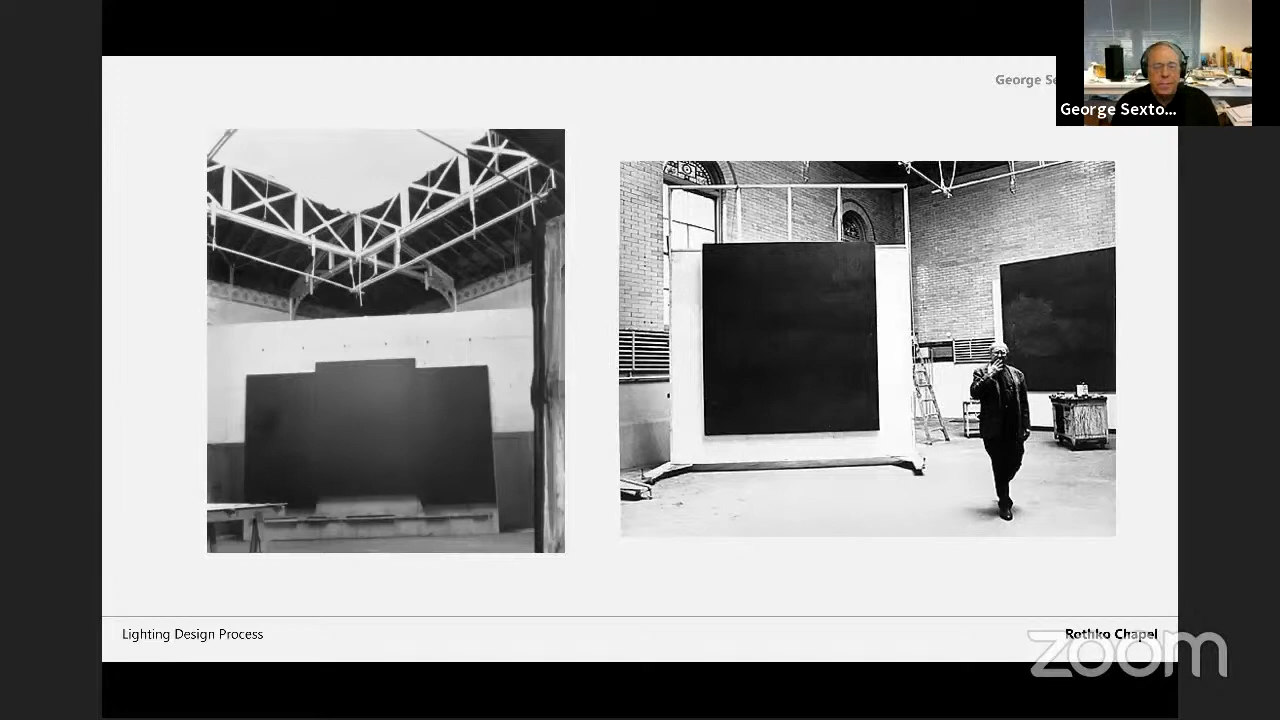 George Se
George Sexto...
Lighting Design Process
Rothko Chapel
zoom